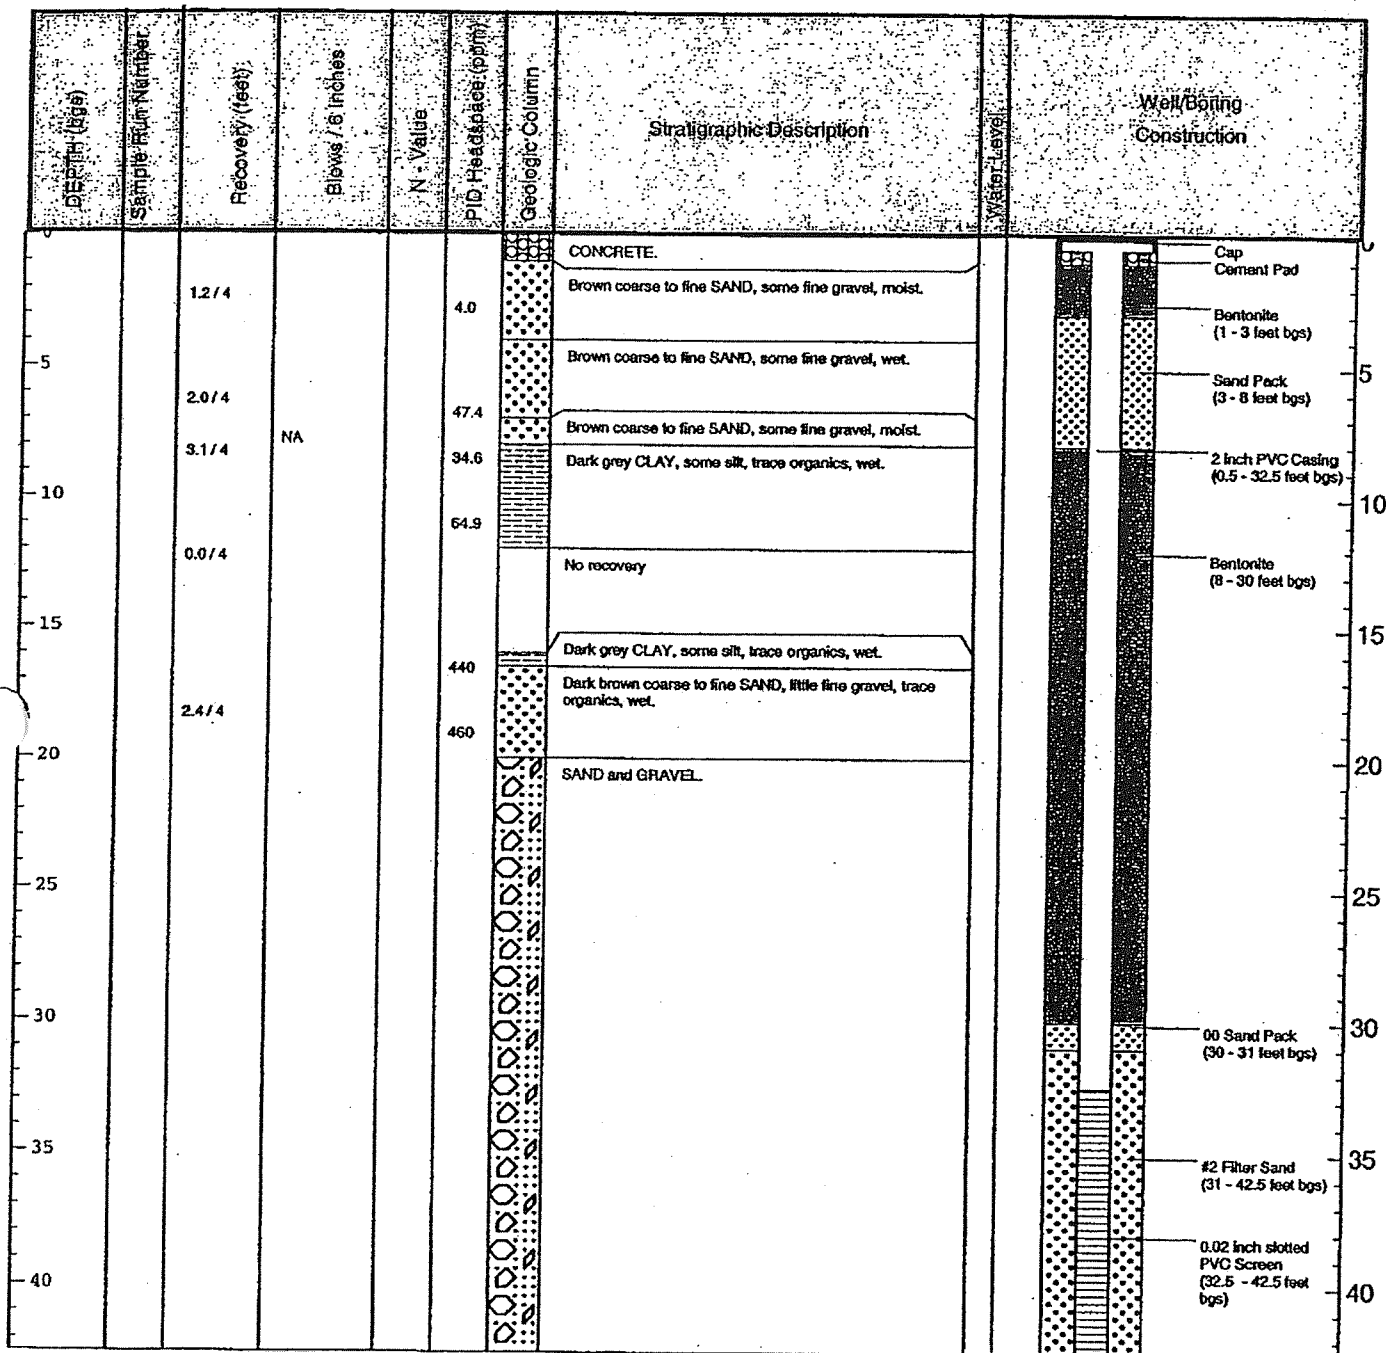 DEPTH (bgs)
Sample Run Number
Recovery (feet)
Blows / 6 Inches
N - Value
PID Headspace (ppm)
Geologic Column
Stratigraphic Description
Water Level
Well/Boring
Construction
0
0
CONCRETE.
Cap
Cement Pad
1.2 / 4
4.0
Brown coarse to fine SAND, some fine gravel, moist.
Bentonite
(1 - 3 feet bgs)
5
Brown coarse to fine SAND, some fine gravel, wet.
5
Sand Pack
(3 - 8 feet bgs)
2.0 / 4
47.4
Brown coarse to fine SAND, some fine gravel, moist.
3.1 / 4
NA
34.6
Dark grey CLAY, some silt, trace organics, wet.
2 inch PVC Casing
(0.5 - 32.5 feet bgs)
10
10
64.9
0.0 / 4
No recovery
Bentonite
(8 - 30 feet bgs)
15
15
Dark grey CLAY, some silt, trace organics, wet.
440
Dark brown coarse to fine SAND, little fine gravel, trace
organics, wet.
2.4 / 4
460
20
20
SAND and GRAVEL.
25
25
30
30
00 Sand Pack
(30 - 31 feet bgs)
35
35
#2 Filter Sand
(31 - 42.5 feet bgs)
0.02 inch slotted
PVC Screen
(32.5 - 42.5 feet
bgs)
40
40